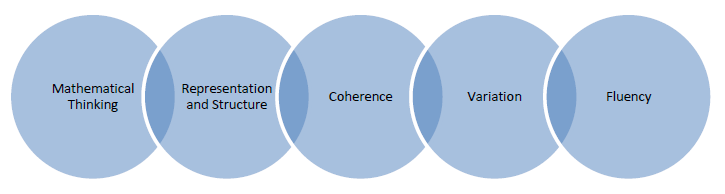 Mathematical
Thinking
Representation
and Structure
Coherence
Variation
Fluency